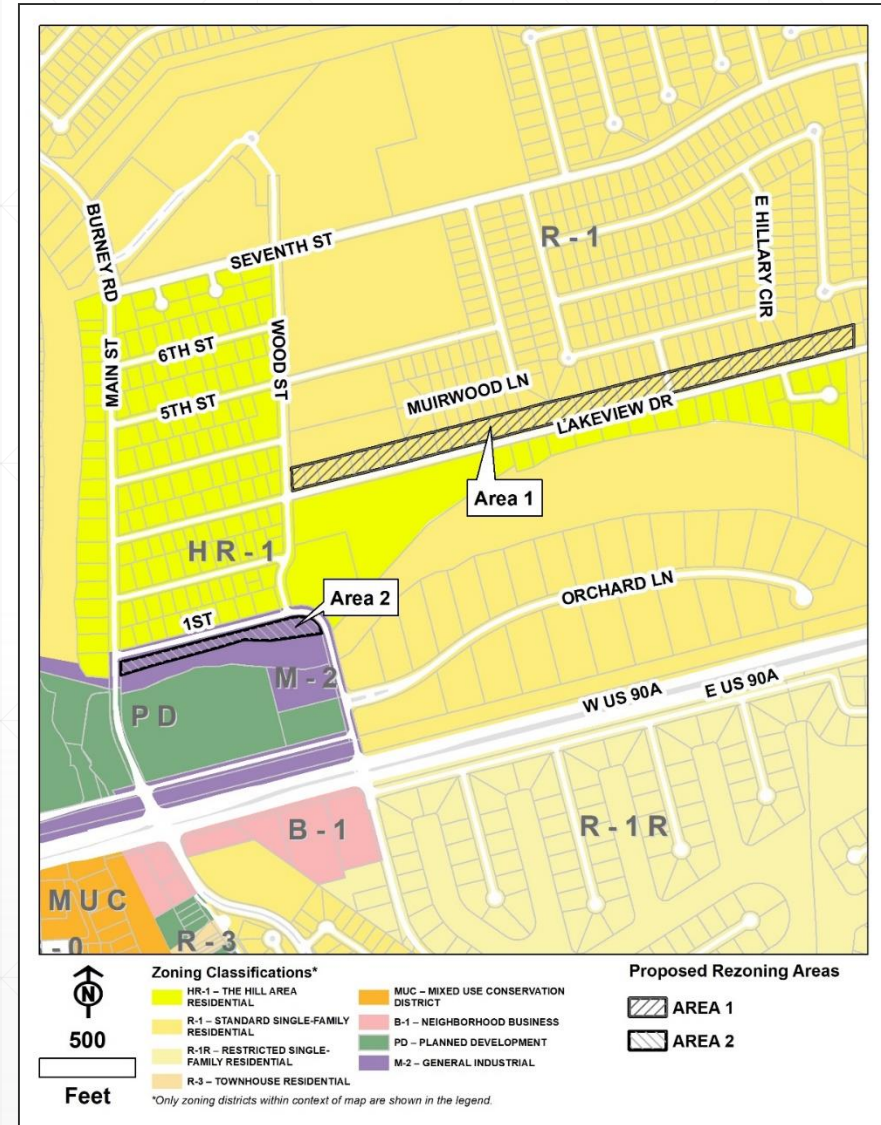 BURNEY RD
SEVENTH ST
R - 1
E HILLARY CIR
MAIN ST
6TH ST
WOOD ST
5TH ST
MUIRWOOD LN
LAKEVIEW DR
Area 1
HR - 1
Area 2
1ST
ORCHARD LN
M - 2
PD
W US 90A
E US 90A
B - 1
R - 1R
MUC
- 0
R - 3
N
500
Feet
Zoning Classifications*
HR-1 – THE HILL AREA
RESIDENTIAL
R-1 – STANDARD SINGLE-FAMILY
RESIDENTIAL
R-1R – RESTRICTED SINGLE-
FAMILY RESIDENTIAL
R-3 – TOWNHOUSE RESIDENTIAL
MUC – MIXED USE CONSERVATION
DISTRICT
B-1 – NEIGHBORHOOD BUSINESS
PD – PLANNED DEVELOPMENT
M-2 – GENERAL INDUSTRIAL
*Only zoning districts within context of map are shown in the legend.
Proposed Rezoning Areas
AREA 1
AREA 2